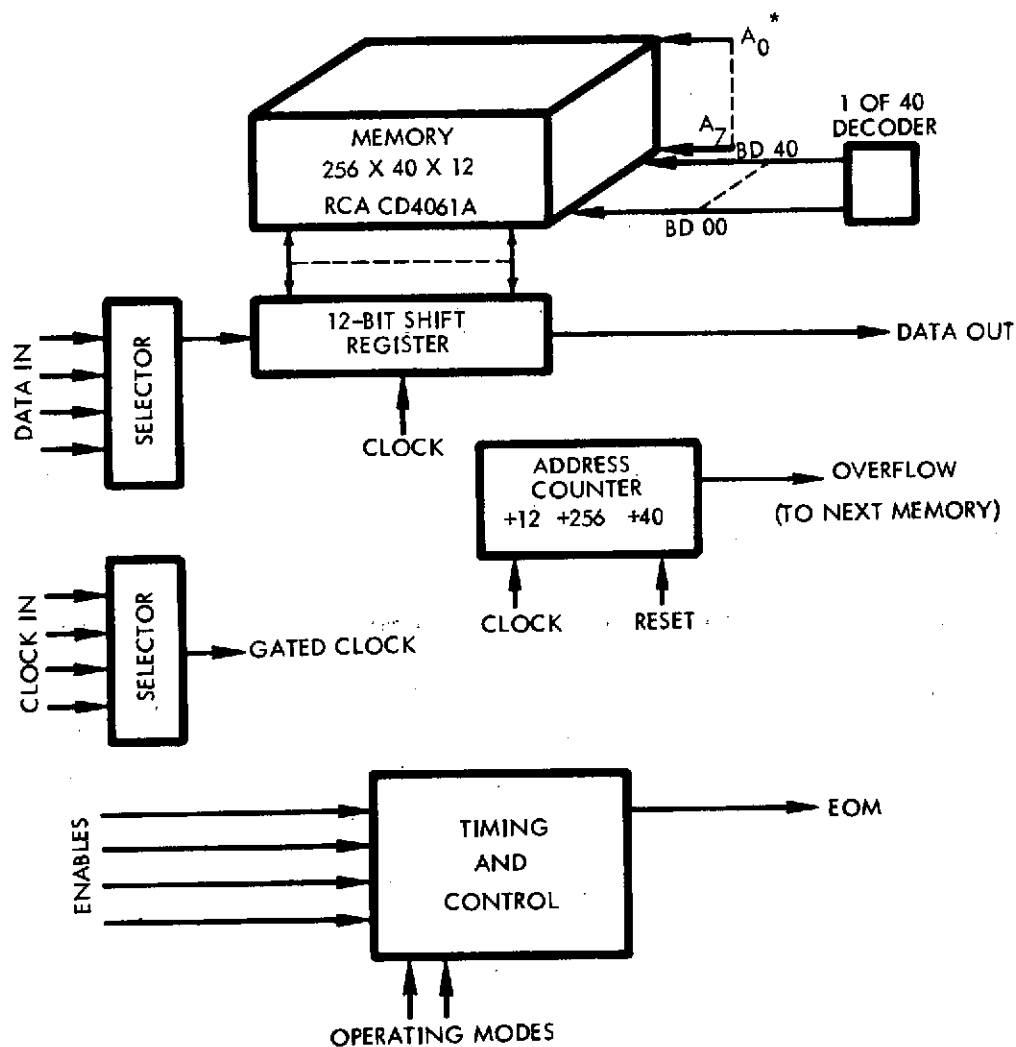 A0*
A7
BD 40
BD 00
1 OF 40
DECODER
MEMORY
256 X 40 X 12
RCA CD4061A
DATA IN
SELECTOR
12-BIT SHIFT
REGISTER
DATA OUT
CLOCK
ADDRESS
COUNTER
+12 +256 +40
OVERFLOW
(TO NEXT MEMORY)
CLOCK
RESET
CLOCK IN
SELECTOR
GATED CLOCK
ENABLES
TIMING
AND
CONTROL
EOM
OPERATING MODES